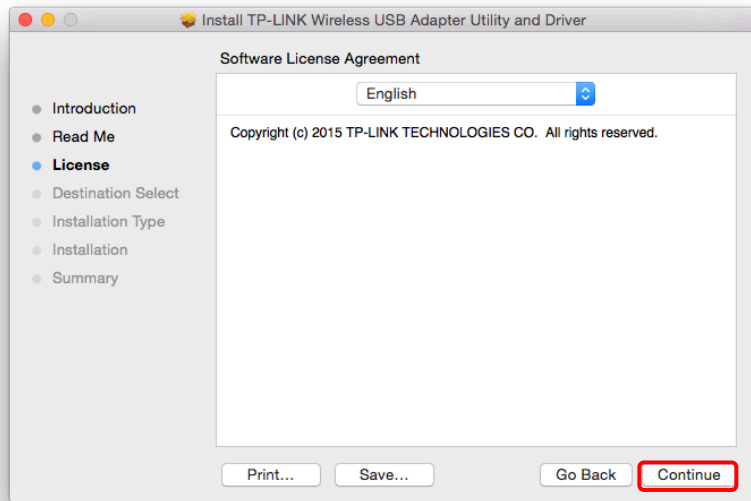 Install TP-LINK Wireless USB Adapter Utility and Driver
Software License Agreement
Introduction
Read Me
License
Destination Select
Installation Type
Installation
Summary
English
Copyright (c) 2015 TP-LINK TECHNOLOGIES CO. All rights reserved.
Print...
Save...
Go Back
Continue